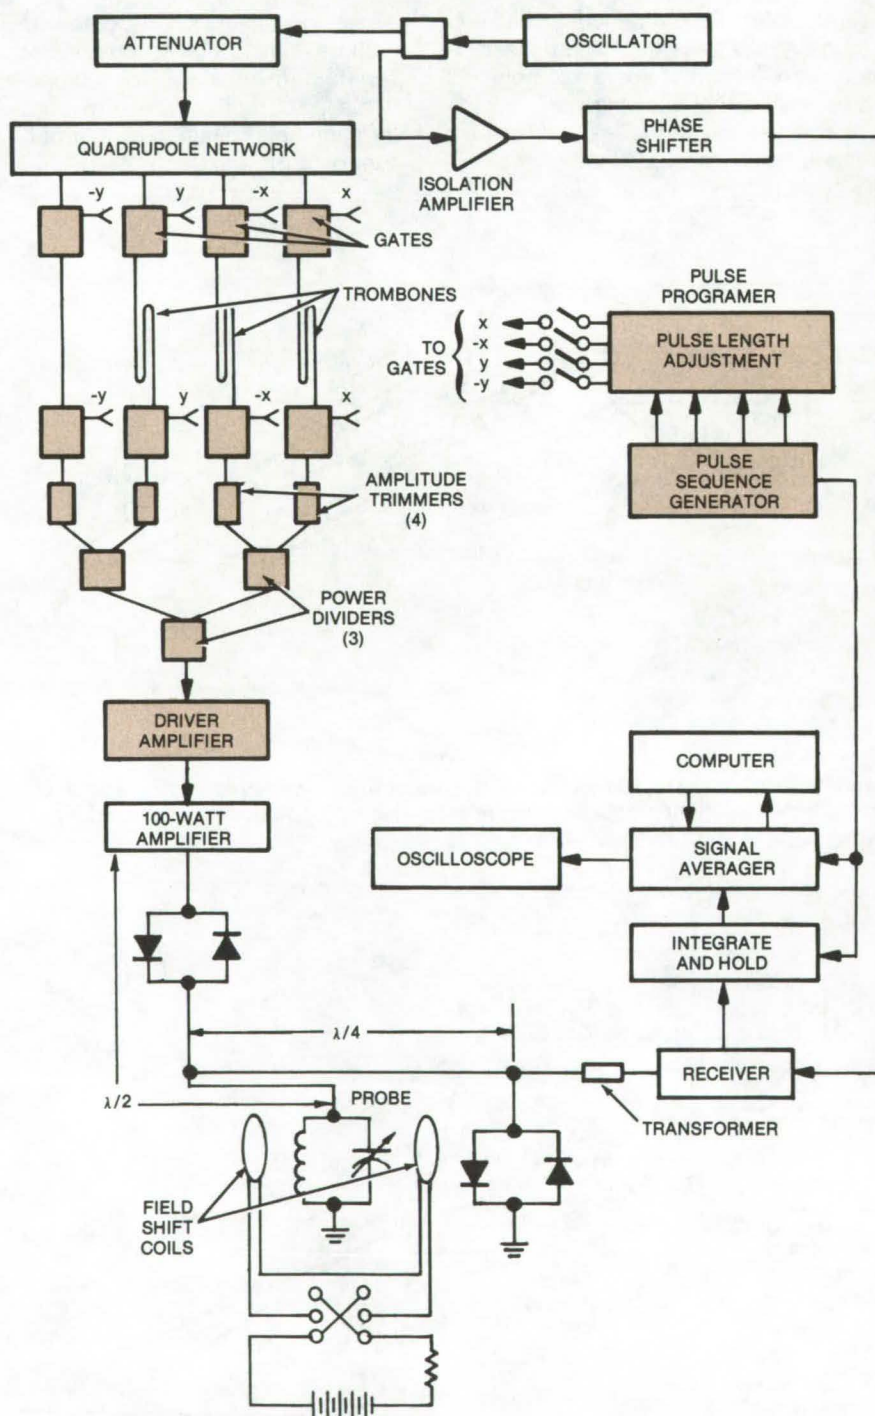 ATTENUATOR
OSCILLATOR
QUADRUPOLE NETWORK
ISOLATION
AMPLIFIER
PHASE
SHIFTER
-y
y
-x
x
GATES
TROMBONES
PULSE
PROGRAMER
TO
GATES
x
-x
y
-y
PULSE LENGTH
ADJUSTMENT
-y
y
-x
x
PULSE
SEQUENCE
GENERATOR
AMPLITUDE
TRIMMERS
(4)
POWER
DIVIDERS
(3)
DRIVER
AMPLIFIER
COMPUTER
100-WATT
AMPLIFIER
OSCILLOSCOPE
SIGNAL
AVERAGER
INTEGRATE
AND HOLD
λ/4
RECEIVER
λ/2
PROBE
TRANSFORMER
FIELD
SHIFT
COILS